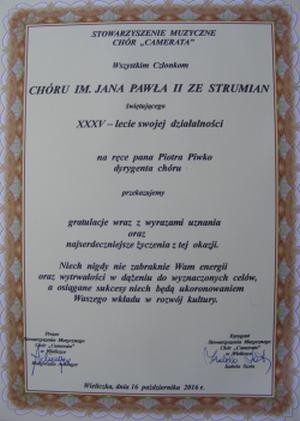 STOWARZYSZENIE MUZYCZNE
CHÓR „CAMERATA"
Wszystkim Członkom
CHÓRU IM. JANA PAWŁA II ZE STRUMIAN
świętującego
XXXV – lecie swojej działalności
na ręce pana Piotra Piwko
dyrygenta chóru
przekazujemy
gratulacje wraz z wyrazami uznania
oraz
najserdeczniejsze życzenia z tej okazji.
Niech nigdy nie zabraknie Wam energii
oraz wytrwałości w dążeniu do wyznaczonych celów,
a osiągane sukcesy niech będą ukoronowaniem
Waszego wkładu w rozwój kultury.
Prezes
Stowarzyszenia Muzycznego
Chór „CAMERATA"
w Wieliczce
Dyrygent
Stowarzyszenia Muzycznego
Chór „CAMERATA"
w Wieliczce
Izabela
Wieliczka, dnia 16 października 2016 r.